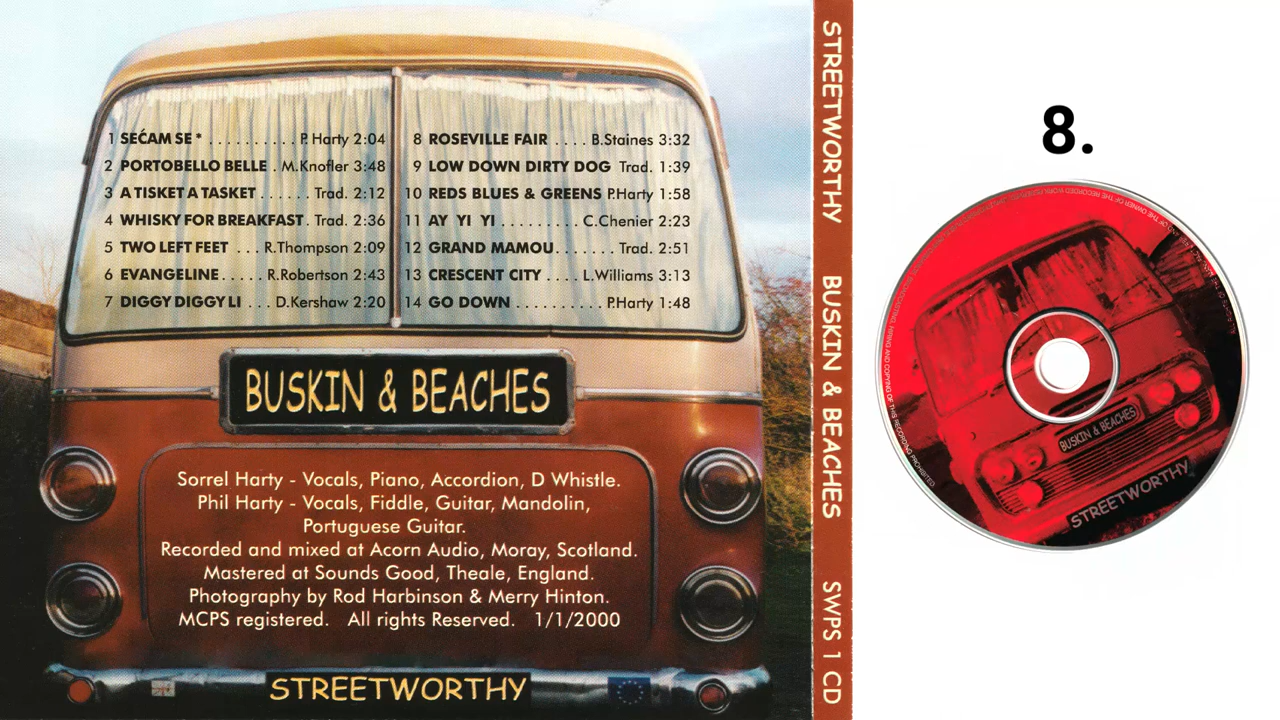 1 SEĆAM SE * . . . . . . . . . . P. Harty 2:04
2 PORTOBELLO BELLE . M.Knofler 3:48
3 A TISKET A TASKET . . . . . . Trad. 2:12
4 WHISKY FOR BREAKFAST . Trad. 2:36
5 TWO LEFT FEET . . . R.Thompson 2:09
6 EVANGELINE . . . . . R.Robertson 2:43
7 DIGGY DIGGY LI . . . D.Kershaw 2:20
8 ROSEVILLE FAIR . . . . B.Staines 3:32
9 LOW DOWN DIRTY DOG Trad. 1:39
10 REDS BLUES & GREENS P.Harty 1:58
11 AY YI YI . . . . . . . . . C.Chenier 2:23
12 GRAND MAMOU . . . . . . . Trad. 2:51
13 CRESCENT CITY . . . . L.Williams 3:13
14 GO DOWN . . . . . . . . . . P.Harty 1:48
BUSKIN & BEACHES
Sorrel Harty - Vocals, Piano, Accordion, D Whistle.
Phil Harty - Vocals, Fiddle, Guitar, Mandolin,
Portuguese Guitar.
Recorded and mixed at Acorn Audio, Moray, Scotland.
Mastered at Sounds Good, Theale, England.
Photography by Rod Harbinson & Merry Hinton.
MCPS registered. All rights Reserved. 1/1/2000
STREETWORTHY
STREETWORTHY BUSKIN & BEACHES SWPS 1 CD
8.
BUSKIN & BEACHES
STREETWORTHY